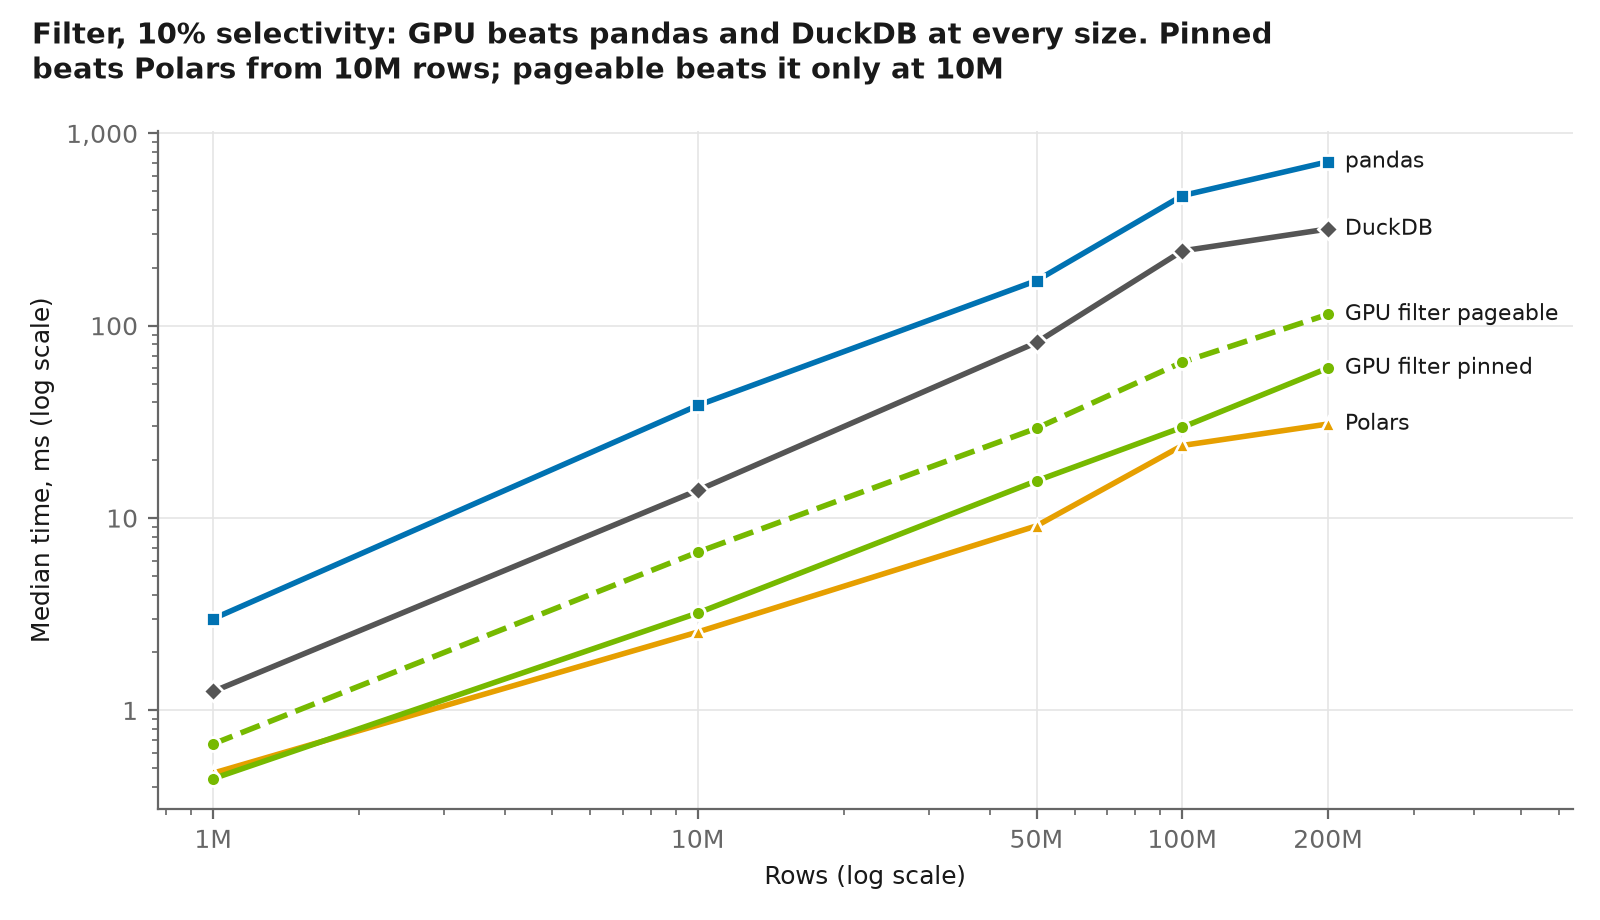 Filter, 10% selectivity: GPU beats pandas and DuckDB at every size. Pinned
beats Polars from 10M rows; pageable beats it only at 10M
1,000
100
10
1
Median time, ms (log scale)
pandas
DuckDB
GPU filter pageable
GPU filter pinned
Polars
1M
10M
50M
100M
200M
Rows (log scale)